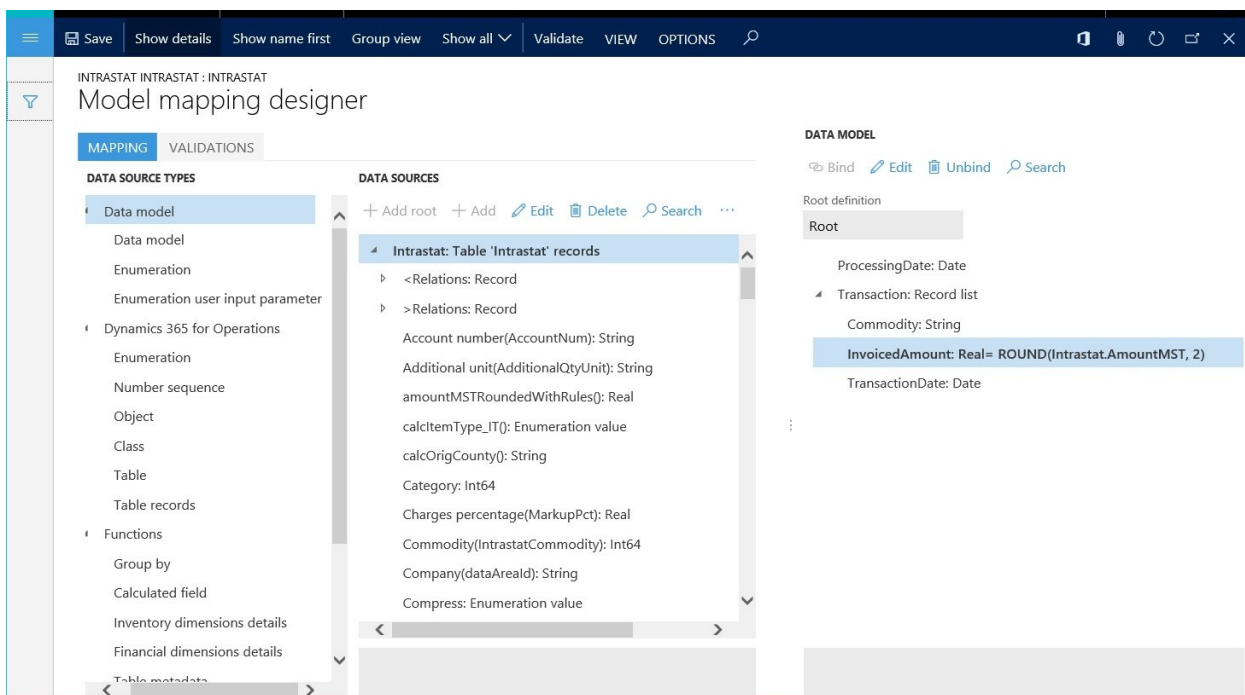 Save Show details Show name first Group view Show all Validate VIEW OPTIONS
INTRASTAT INTRASTAT : INTRASTAT
Model mapping designer
MAPPING VALIDATIONS
DATA SOURCE TYPES
Data model
Data model
Enumeration
Enumeration user input parameter
Dynamics 365 for Operations
Enumeration
Number sequence
Object
Class
Table
Table records
Functions
Group by
Calculated field
Inventory dimensions details
Financial dimensions details
Table metadata
DATA SOURCES
+ Add root + Add Edit Delete Search ...
Intrastat: Table 'Intrastat' records
<Relations: Record
>Relations: Record
Account number(AccountNum): String
Additional unit(AdditionalQtyUnit): String
amountMSTRoundedWithRules(): Real
calcItemType_IT(): Enumeration value
calcOrigCounty(): String
Category: Int64
Charges percentage(MarkupPct): Real
Commodity(IntrastatCommodity): Int64
Company(dataAreaId): String
Compress: Enumeration value
DATA MODEL
Bind Edit Unbind Search
Root definition
Root
ProcessingDate: Date
Transaction: Record list
Commodity: String
InvoicedAmount: Real= ROUND(Intrastat.AmountMST, 2)
TransactionDate: Date